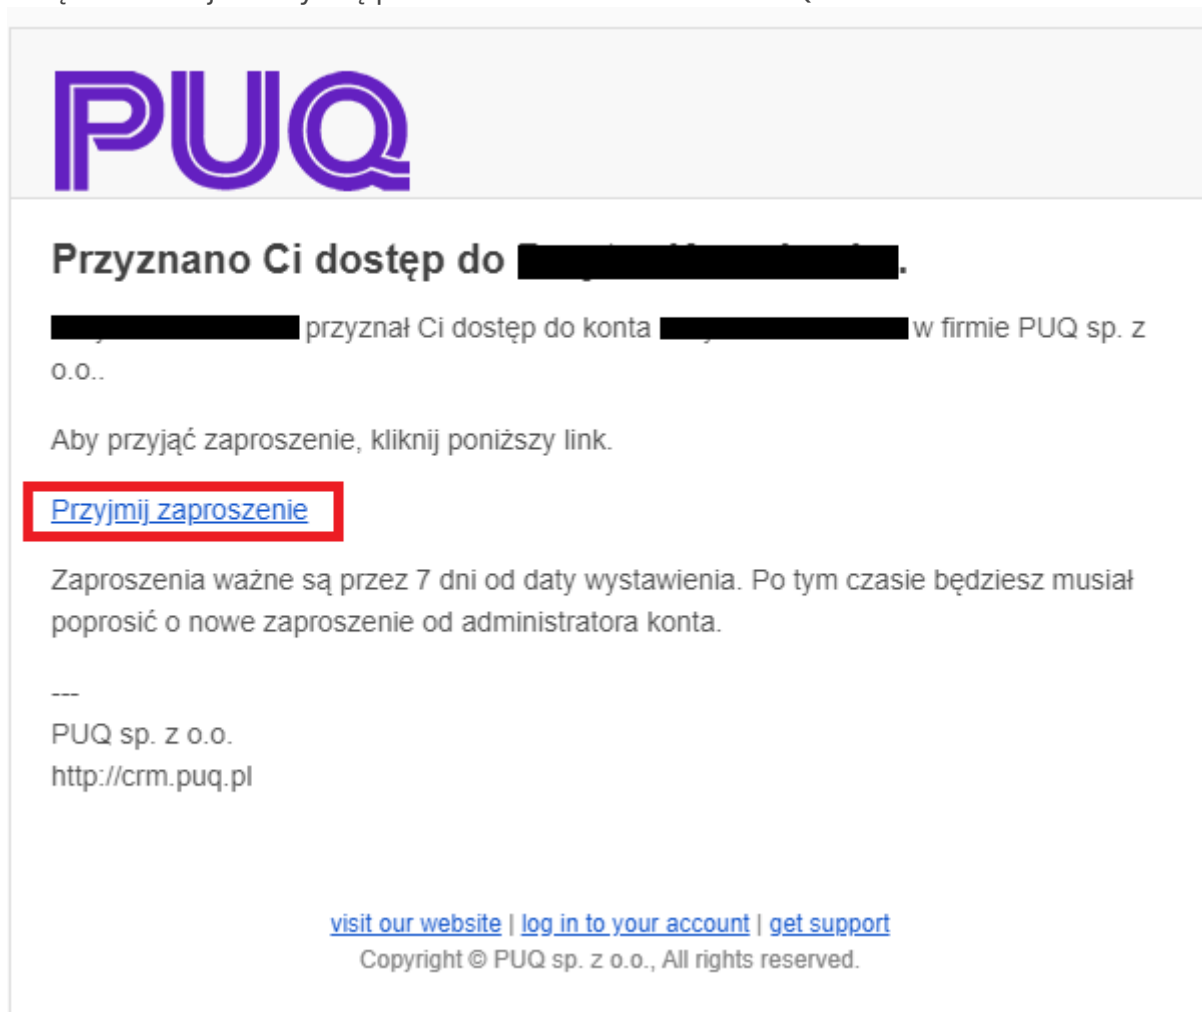 PUQ
Przyznano Ci dostęp do .
przyznał Ci dostęp do konta w firmie PUQ sp. z
o.o..
Aby przyjąć zaproszenie, kliknij poniższy link.
Przyjmij zaproszenie
Zaproszenia ważne są przez 7 dni od daty wystawienia. Po tym czasie będziesz musiał
poprosić o nowe zaproszenie od administratora konta.
---
PUQ sp. z o.o.
http://crm.puq.pl
visit our website | log in to your account | get support
Copyright © PUQ sp. z o.o., All rights reserved.